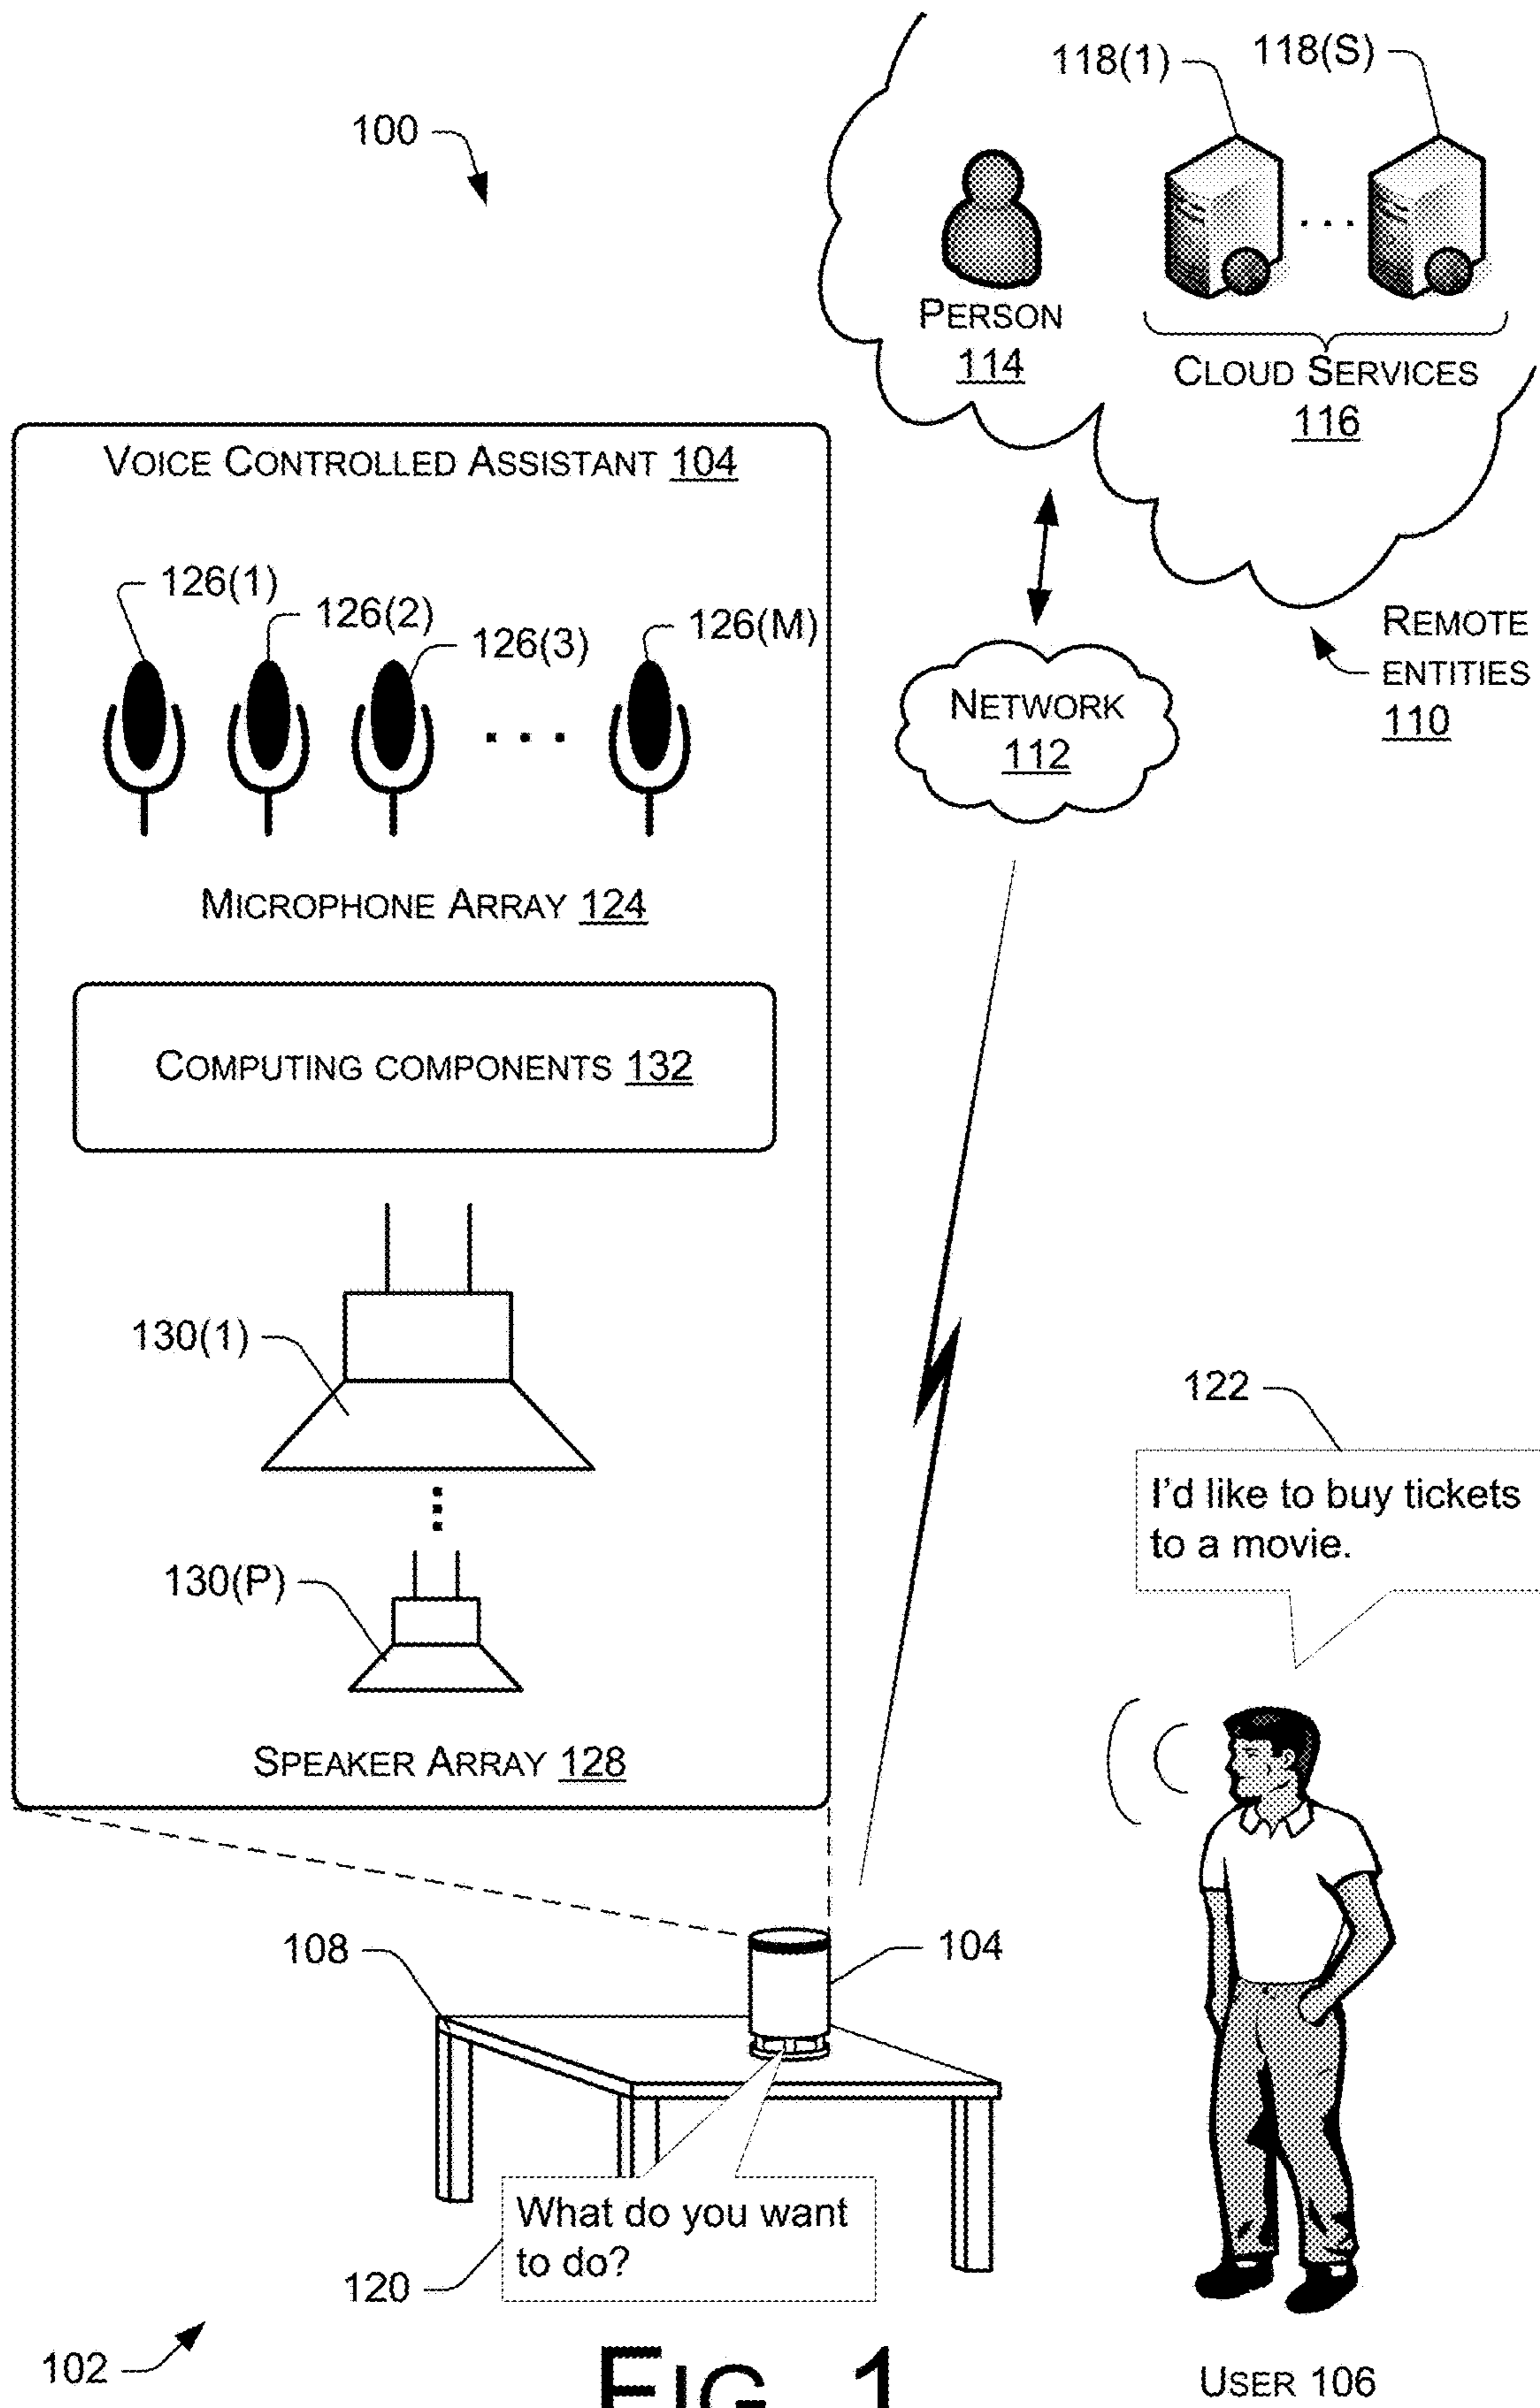 100
118(1)
118(S)
PERSON
114
CLOUD SERVICES
116
VOICE CONTROLLED ASSISTANT 104
126(1)
126(2)
126(3)
126(M)
MICROPHONE ARRAY 124
REMOTE
ENTITIES
110
NETWORK
112
COMPUTING COMPONENTS 132
130(1)
130(P)
SPEAKER ARRAY 128
122
I'd like to buy tickets
to a movie.
108
104
What do you want
to do?
120
102
FIG. 1
USER 106